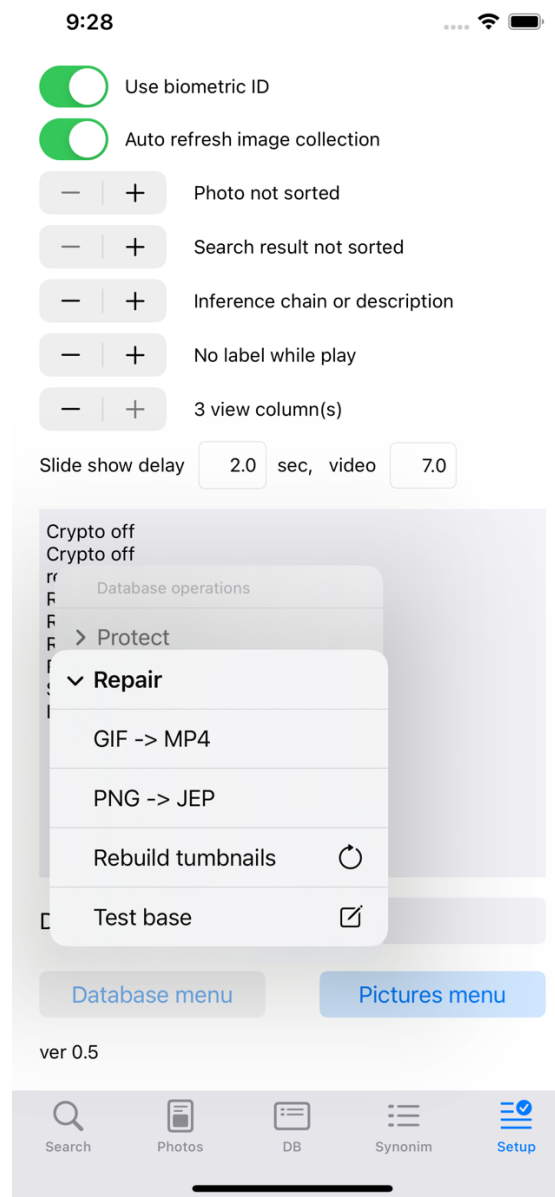 9:28
Use biometric ID
Auto refresh image collection
Photo not sorted
Search result not sorted
Inference chain or description
No label while play
3 view column(s)
Slide show delay 2.0 sec, video 7.0
Crypto off
Crypto off
Database operations
Protect
Repair
GIF -> MP4
PNG -> JEP
Rebuild tumbnails
Test base
Database menu Pictures menu
ver 0.5
Search Photos DB Synonim Setup